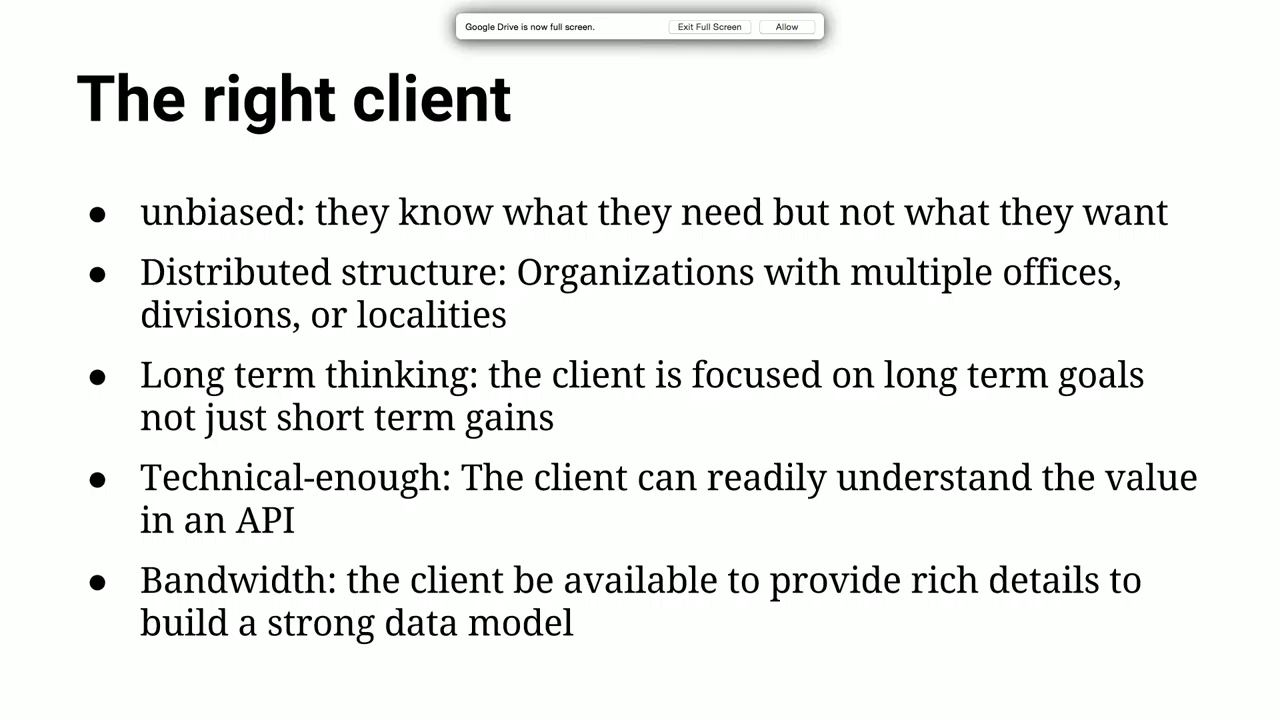 Google Drive is now full screen. Exit Full Screen Allow
The right client
● unbiased: they know what they need but not what they want
● Distributed structure: Organizations with multiple offices,
divisions, or localities
● Long term thinking: the client is focused on long term goals
not just short term gains
● Technical-enough: The client can readily understand the value
in an API
● Bandwidth: the client be available to provide rich details to
build a strong data model